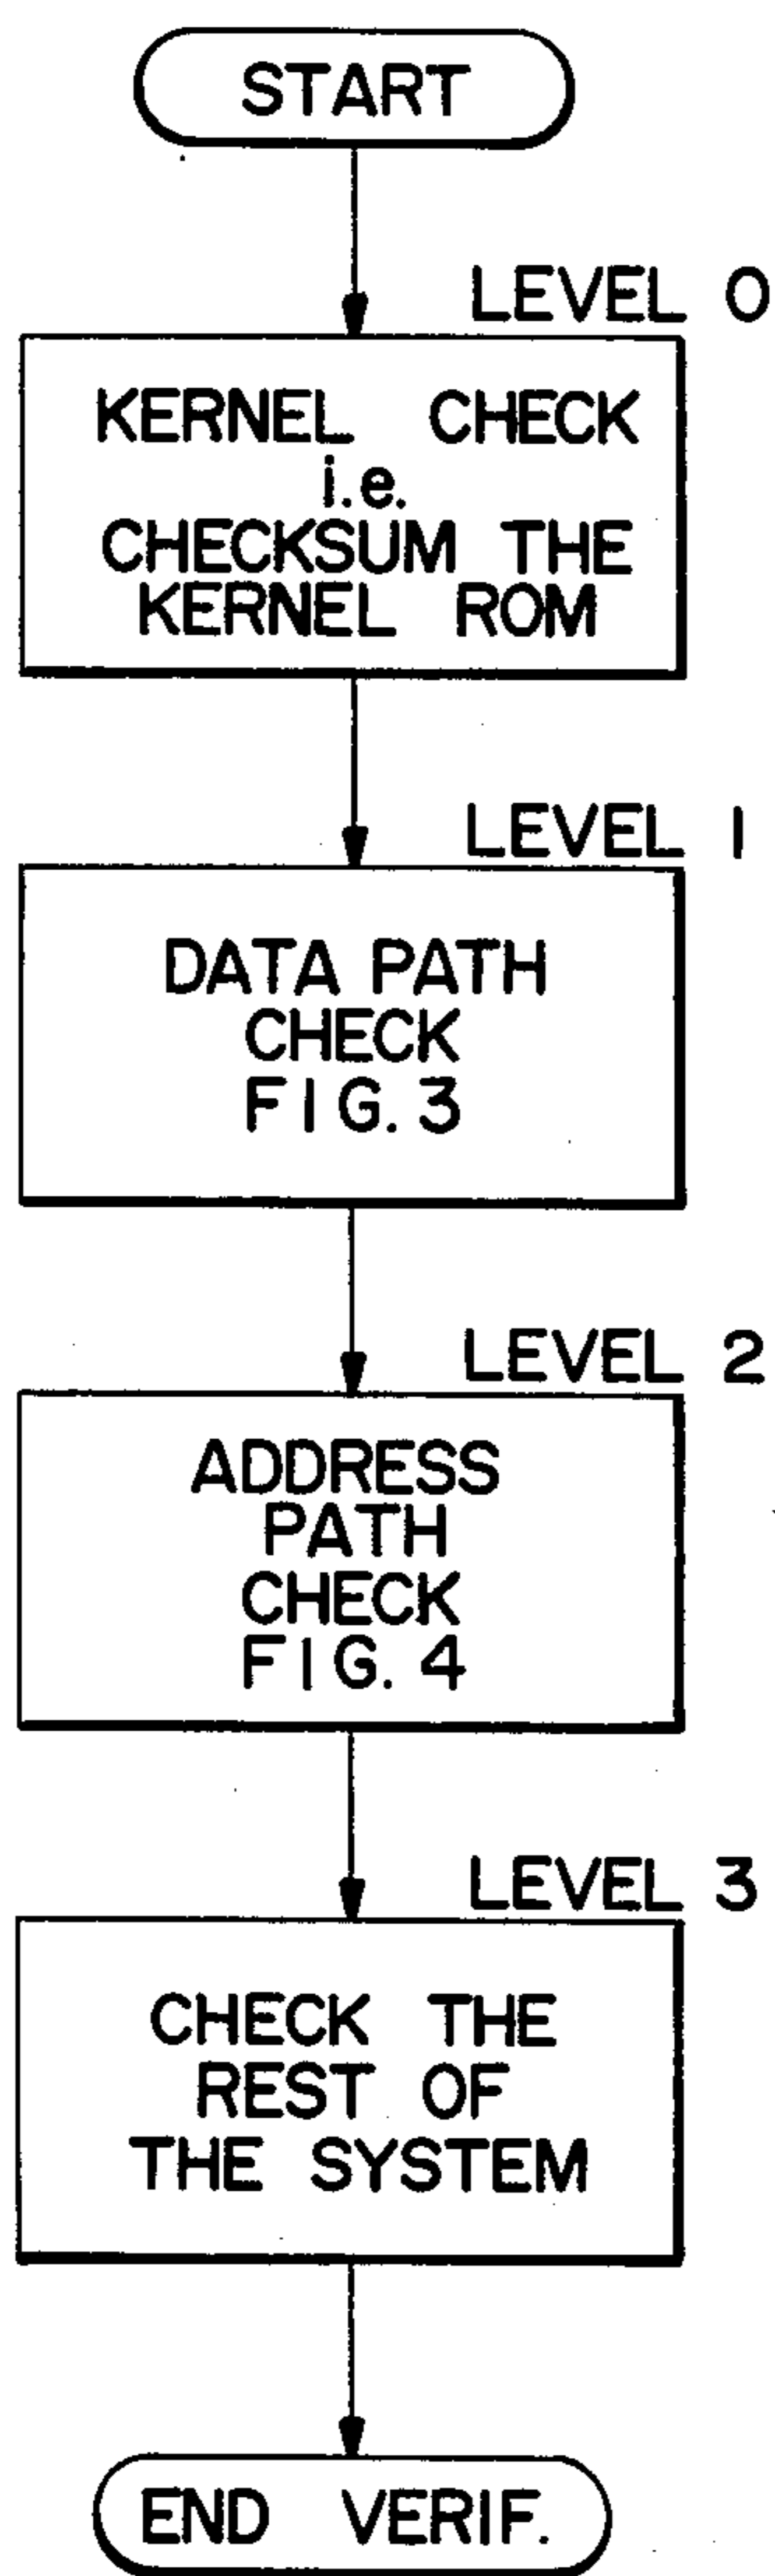 START
LEVEL 0
KERNEL CHECK
i.e.
CHECKSUM THE
KERNEL ROM
LEVEL 1
DATA PATH
CHECK
FIG. 3
LEVEL 2
ADDRESS
PATH
CHECK
FIG. 4
LEVEL 3
CHECK THE
REST OF
THE SYSTEM
END VERIF.